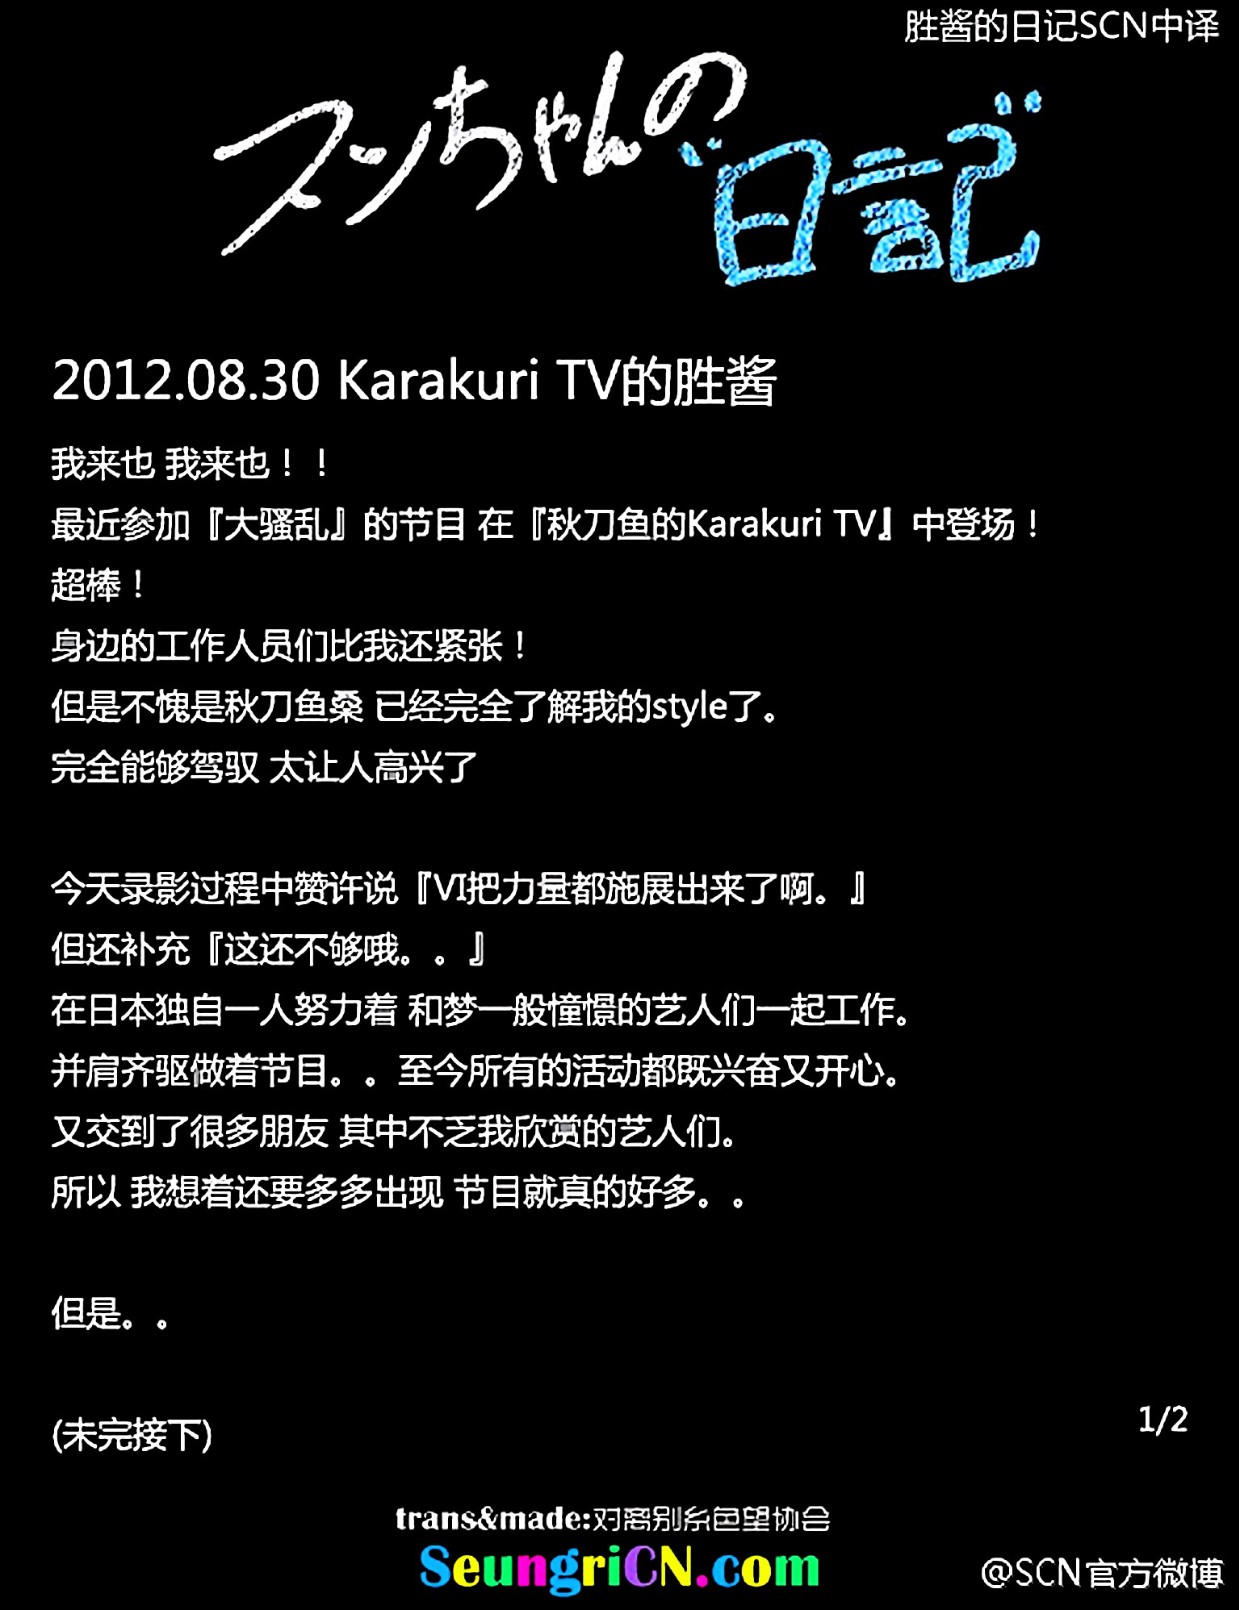 胜酱的日记SCN中译
スンちゃんの
日記
2012.08.30 Karakuri TV的胜酱
我来也 我来也！！
最近参加『大骚乱』的节目 在『秋刀鱼的Karakuri TV』中登场！
超棒！
身边的工作人员们比我还紧张！
但是不愧是秋刀鱼桑 已经完全了解我的style了。
完全能够驾驭 太让人高兴了
今天录影过程中赞许说『VI把力量都施展出来了啊。』
但还补充『这还不够哦。。』
在日本独自一人努力着 和梦一般憧憬的艺人们一起工作。
并肩齐驱做着节目。。至今所有的活动都既兴奋又开心。
又交到了很多朋友 其中不乏我欣赏的艺人们。
所以 我想着还要多多出现 节目就真的好多。。
但是。。
(未完接下)
1/2
trans&made:对离别系色望协会
SeungriCN.com
@SCN官方微博